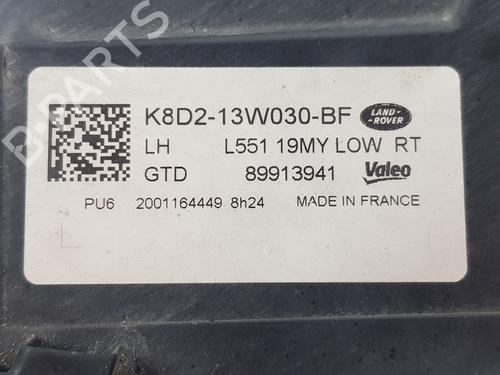 K8D2-13W030-BF LAND ROVER
LH L551 19MY LOW RT
GTD 89913941 Valeo
PU6 2001164449 8h24 MADE IN FRANCE
B-PARTS